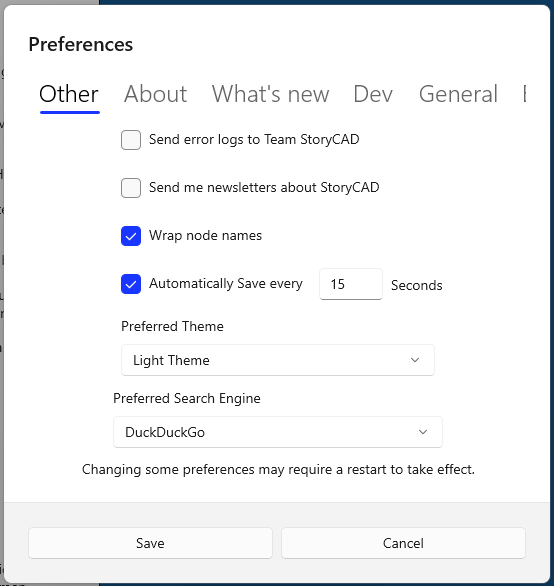 Preferences
Other About What's new Dev General
Send error logs to Team StoryCAD
Send me newsletters about StoryCAD
Wrap node names
Automatically Save every 15 Seconds
Preferred Theme
Light Theme
Preferred Search Engine
DuckDuckGo
Changing some preferences may require a restart to take effect.
Save Cancel